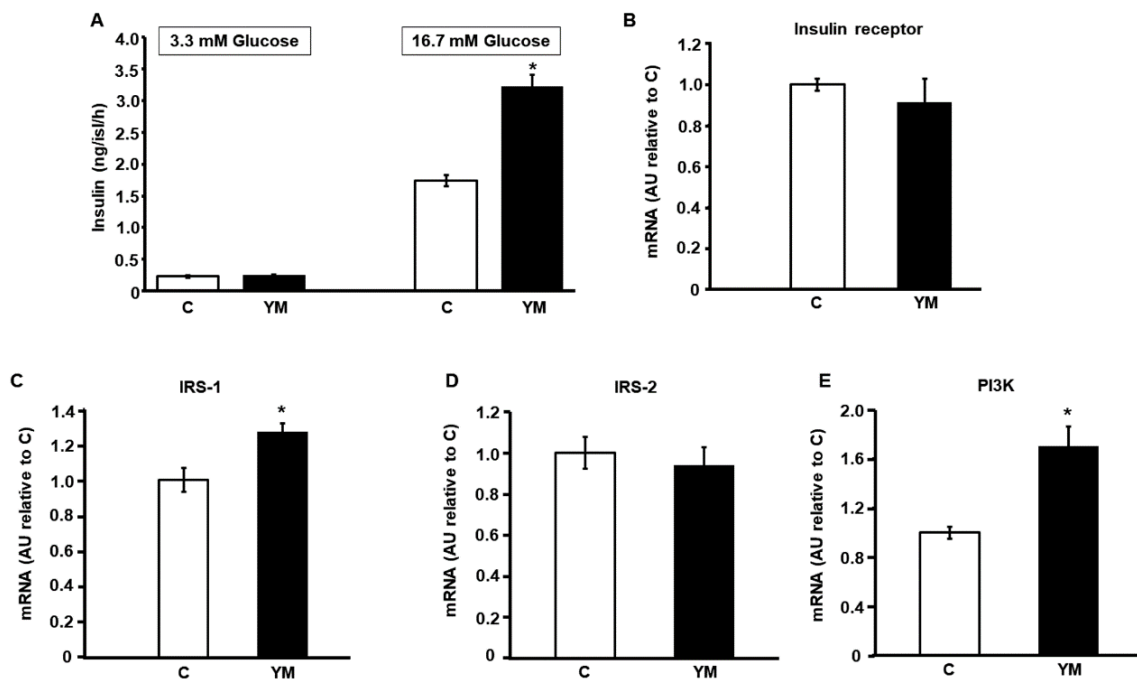 A
3.3 mM Glucose
16.7 mM Glucose
Insulin (ng/isl/h)
4.0
3.5
3.0
2.5
2.0
1.5
1.0
0.5
0
*
C
YM
C
YM
B
Insulin receptor
mRNA (AU relative to C)
1.2
1.0
0.8
0.6
0.4
0.2
0
C
YM
C
IRS-1
mRNA (AU relative to C)
1.4
1.2
1.0
0.8
0.6
0.4
0.2
0
*
C
YM
D
IRS-2
mRNA (AU relative to C)
1.2
1.0
0.8
0.6
0.4
0.2
0
C
YM
E
PI3K
mRNA (AU relative to C)
2.0
1.6
1.2
0.8
0.4
0
*
C
YM